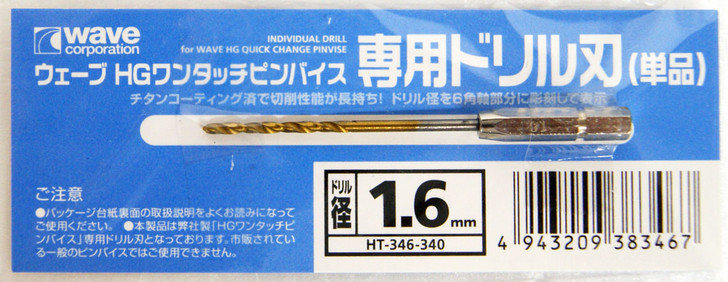 wave
corporation
INDIVIDUAL DRILL
for WAVE HG QUICK CHANGE PINVISE
ウェーブ HGワンタッチピンバイス 専用ドリル刃(単品)
チタンコーティング済で切削性能が長持ち! ドリル径を6角軸部分に彫刻して表示
ご注意
●パッケージ台紙裏面の取扱説明をよくお読みになって
ご使用ください。 ●本製品は弊社製「HGワンタッチピ
ンバイス」専用ドリル刃となっております。市販されてい
る一般のピンバイスではご使用できません。
ドリル径 1.6mm
HT-346-340
4 943209 383467